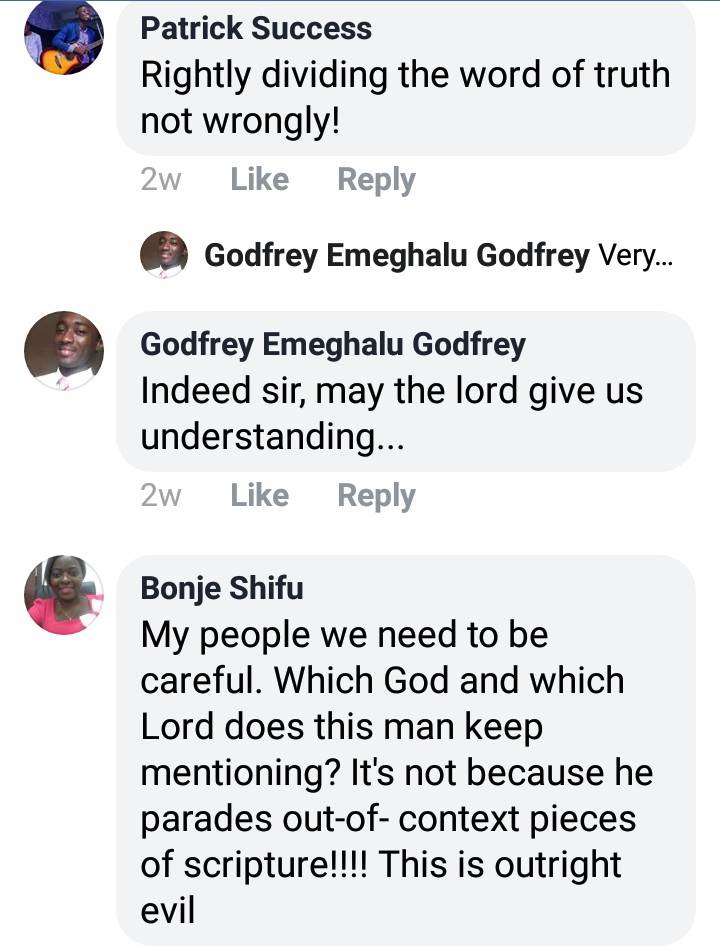 Patrick Success
Rightly dividing the word of truth
not wrongly!
2w Like Reply
Godfrey Emeghalu Godfrey Very...
Godfrey Emeghalu Godfrey
Indeed sir, may the lord give us
understanding...
2w Like Reply
Bonje Shifu
My people we need to be
careful. Which God and which
Lord does this man keep
mentioning? It's not because he
parades out-of- context pieces
of scripture!!!! This is outright
evil